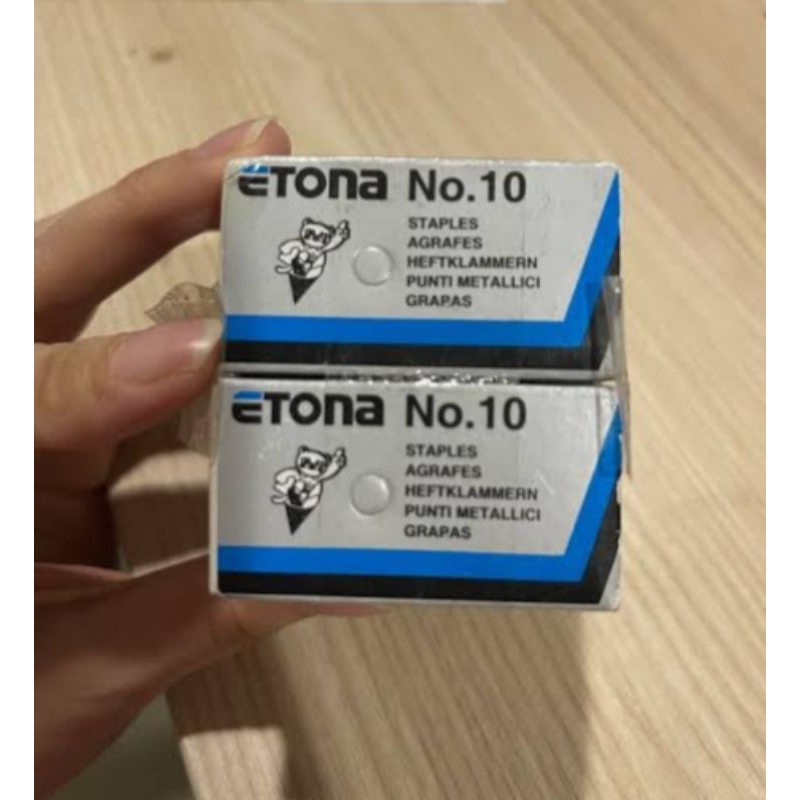 ETONA No.10
STAPLES
AGRAFES
HEFTKLAMMERN
PUNTI METALLICI
GRAPAS
ETONA No.10
STAPLES
AGRAFES
HEFTKLAMMERN
PUNTI METALLICI
GRAPAS